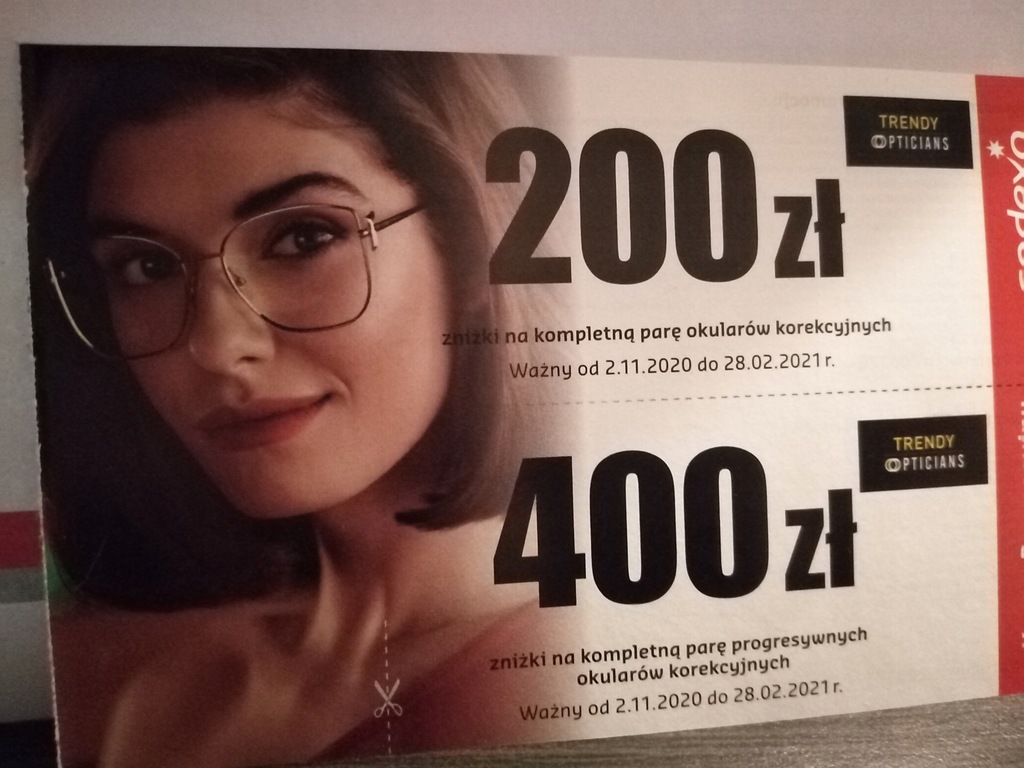 TRENDY
OPTICIANS
200 zł
zniżki na kompletną parę okularów korekcyjnych
Ważny od 2.11.2020 do 28.02.2021 r.
TRENDY
OPTICIANS
400 zł
zniżki na kompletną parę progresywnych
okularów korekcyjnych
Ważny od 2.11.2020 do 28.02.2021 r.